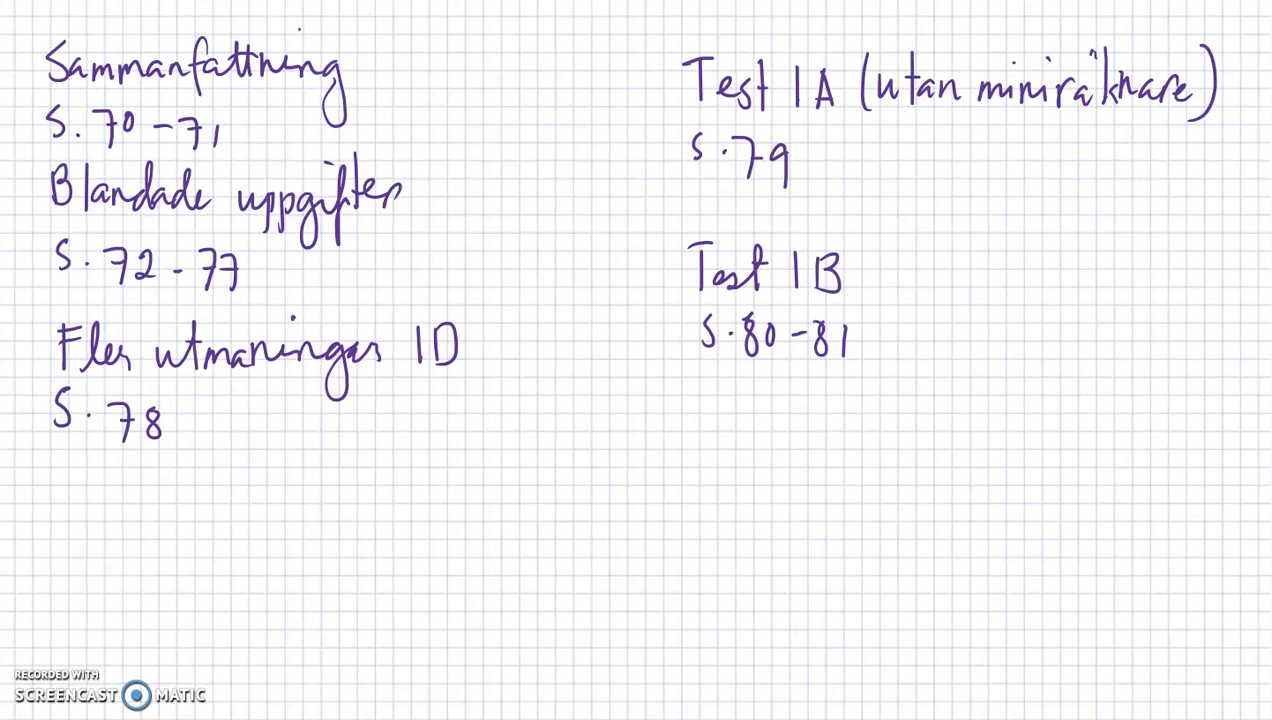 Sammanfattning
S. 70-71
Blandade uppgifter
S. 72-77
Fler utmaningar 1D
S. 78
Test 1A (utan miniräknare)
S. 79
Test 1B
S. 80-81
RECORDED WITH
SCREENCAST MATIC